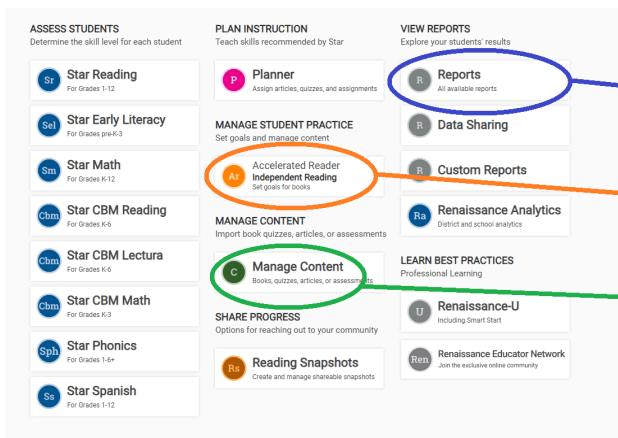 ASSESS STUDENTS
Determine the skill level for each student
Sr
Star Reading
For Grades 1-12
Sel
Star Early Literacy
For Grades pre-K-3
Sm
Star Math
For Grades K-12
Cbm
Star CBM Reading
For Grades K-6
Cbm
Star CBM Lectura
For Grades K-6
Cbm
Star CBM Math
For Grades K-3
Sph
Star Phonics
For Grades 1-6+
Ss
Star Spanish
For Grades 1-12
PLAN INSTRUCTION
Teach skills recommended by Star
P
Planner
Assign articles, quizzes, and assignments
MANAGE STUDENT PRACTICE
Set goals and manage content
Ar
Accelerated Reader
Independent Reading
Set goals for books
MANAGE CONTENT
Import book quizzes, articles, or assessments
C
Manage Content
Books, quizzes, articles, or assessments
SHARE PROGRESS
Options for reaching out to your community
Rs
Reading Snapshots
Create and manage shareable snapshots
VIEW REPORTS
Explore your students' results
R
Reports
All available reports
R
Data Sharing
R
Custom Reports
Ra
Renaissance Analytics
District and school analytics
LEARN BEST PRACTICES
Professional Learning
U
Renaissance-U
Including Smart Start
Ren
Renaissance Educator Network
Join the exclusive online community